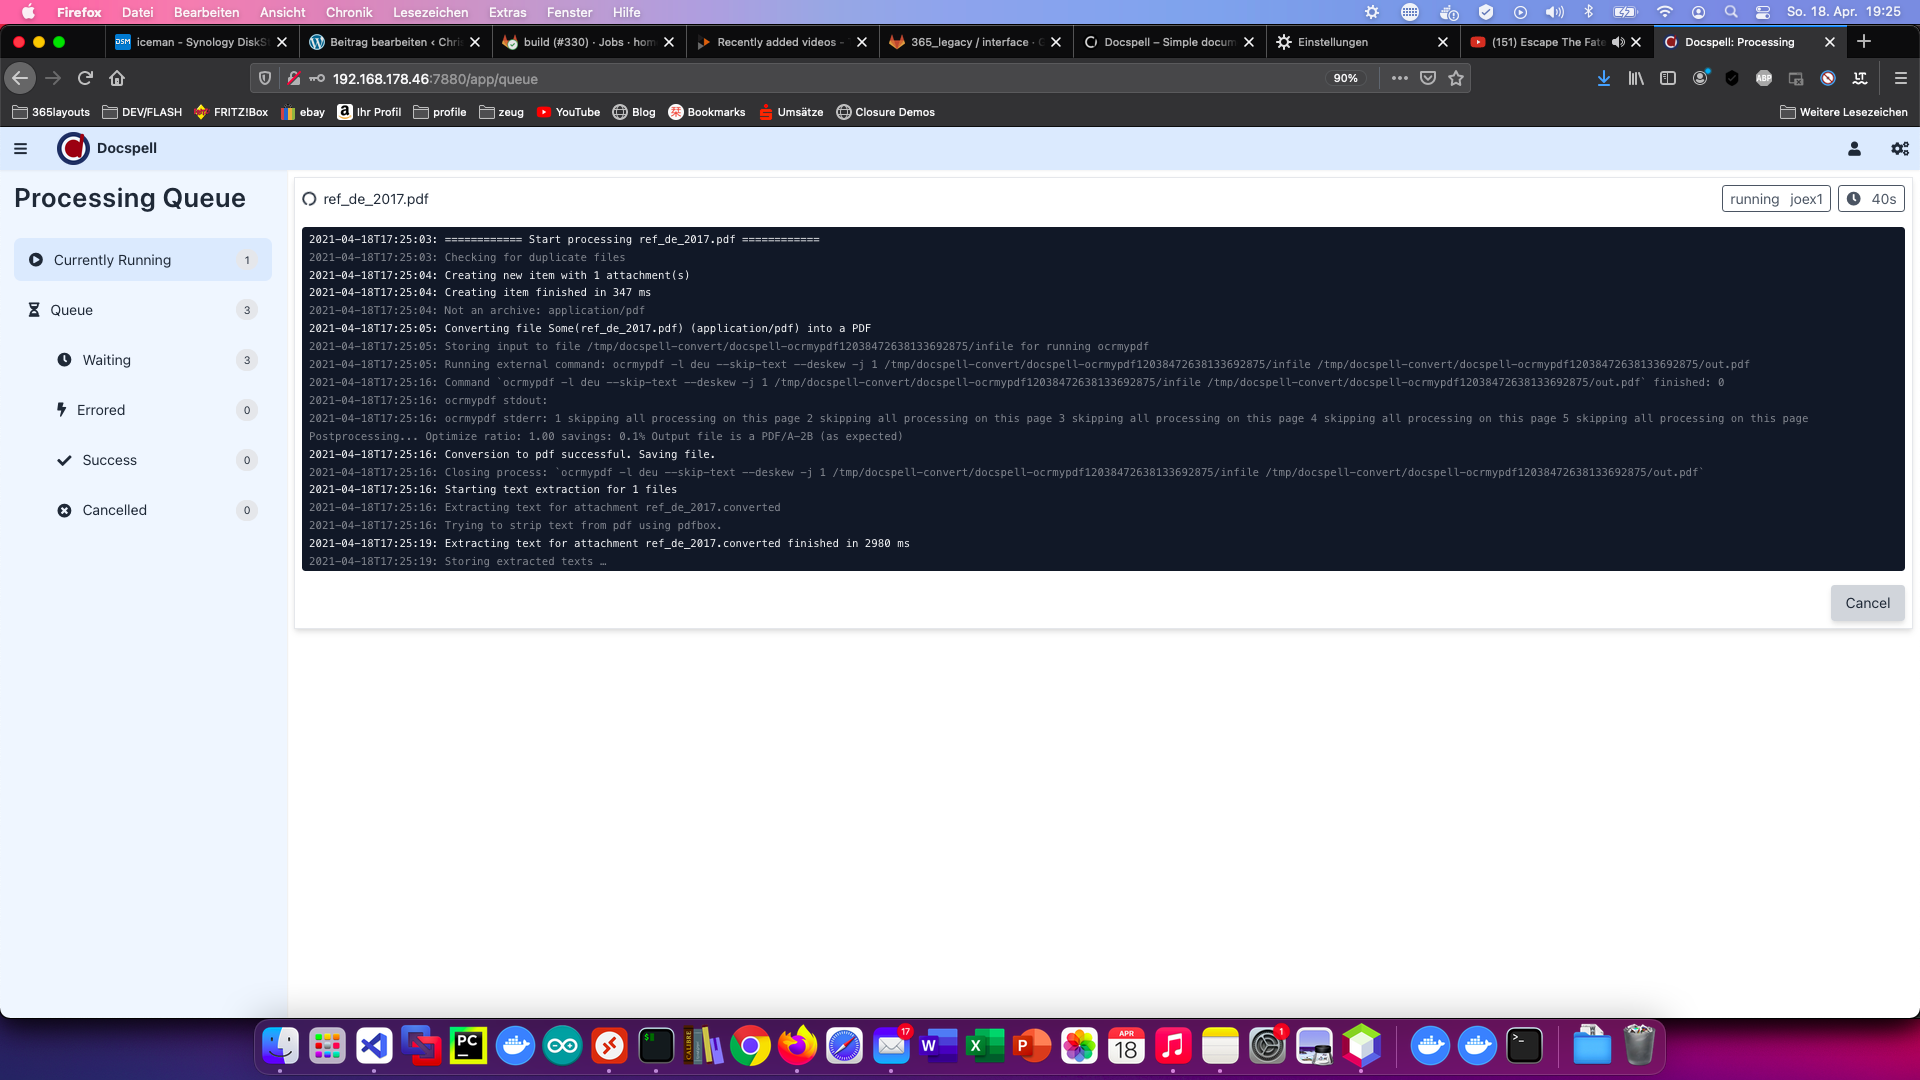 Firefox Datei Bearbeiten Ansicht Chronik Lesezeichen Extras Fenster Hilfe So. 18. Apr. 19:25
DSM iceman - Synology DiskSt Beitrag bearbeiten ‹ Chris build (#330) · Jobs · hom Recently added videos - 365_legacy / interface · G Docspell – Simple docum Einstellungen (151) Escape The Fate Docspell: Processing
192.168.178.46:7880/app/queue 90% ABP
365layouts DEV/FLASH FRITZ!Box ebay Ihr Profil profile zeug YouTube Blog Bookmarks Umsätze Closure Demos Weitere Lesezeichen
Docspell
Processing Queue
Currently Running 1
Queue 3
Waiting 3
Errored 0
Success 0
Cancelled 0
ref_de_2017.pdf running joex1 40s
2021-04-18T17:25:03: ============ Start processing ref_de_2017.pdf ============
2021-04-18T17:25:03: Checking for duplicate files
2021-04-18T17:25:04: Creating new item with 1 attachment(s)
2021-04-18T17:25:04: Creating item finished in 347 ms
2021-04-18T17:25:04: Not an archive: application/pdf
2021-04-18T17:25:05: Converting file Some(ref_de_2017.pdf) (application/pdf) into a PDF
2021-04-18T17:25:05: Storing input to file /tmp/docspell-convert/docspell-ocrmypdf12038472638133692875/infile for running ocrmypdf
2021-04-18T17:25:05: Running external command: ocrmypdf -l deu --skip-text --deskew -j 1 /tmp/docspell-convert/docspell-ocrmypdf12038472638133692875/infile /tmp/docspell-convert/docspell-ocrmypdf12038472638133692875/out.pdf
2021-04-18T17:25:16: Command `ocrmypdf -l deu --skip-text --deskew -j 1 /tmp/docspell-convert/docspell-ocrmypdf12038472638133692875/infile /tmp/docspell-convert/docspell-ocrmypdf12038472638133692875/out.pdf` finished: 0
2021-04-18T17:25:16: ocrmypdf stdout:
2021-04-18T17:25:16: ocrmypdf stderr: 1 skipping all processing on this page 2 skipping all processing on this page 3 skipping all processing on this page 4 skipping all processing on this page 5 skipping all processing on this page
Postprocessing... Optimize ratio: 1.00 savings: 0.1% Output file is a PDF/A-2B (as expected)
2021-04-18T17:25:16: Conversion to pdf successful. Saving file.
2021-04-18T17:25:16: Closing process: `ocrmypdf -l deu --skip-text --deskew -j 1 /tmp/docspell-convert/docspell-ocrmypdf12038472638133692875/infile /tmp/docspell-convert/docspell-ocrmypdf12038472638133692875/out.pdf`
2021-04-18T17:25:16: Starting text extraction for 1 files
2021-04-18T17:25:16: Extracting text for attachment ref_de_2017.converted
2021-04-18T17:25:16: Trying to strip text from pdf using pdfbox.
2021-04-18T17:25:19: Extracting text for attachment ref_de_2017.converted finished in 2980 ms
2021-04-18T17:25:19: Storing extracted texts …
Cancel
PC CALIBRE 17 W X P APR 18 1